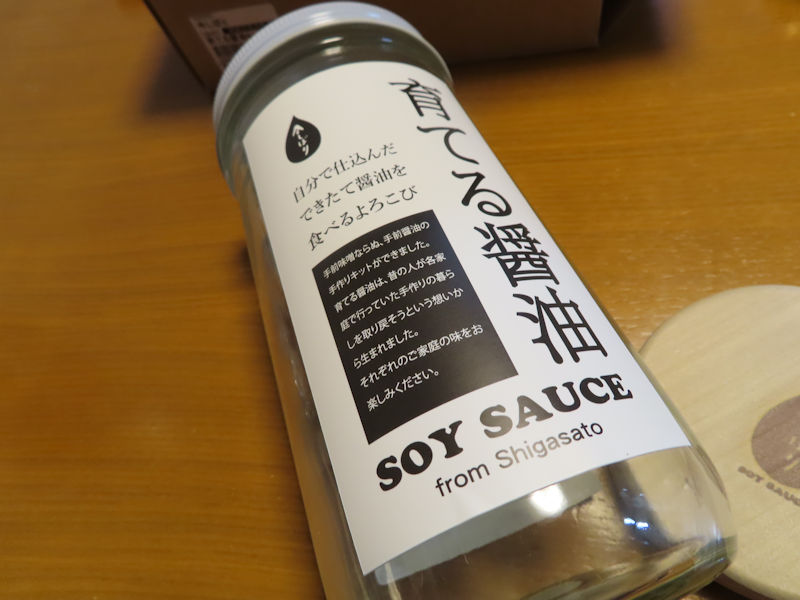 育てる醤油
自分で仕込んだ
できたて醤油を
食べるよろこび
手前味噌ならぬ、手前醤油の
手作りキットができました。
育てる醤油は、昔の人が各家
庭で行っていた手作りの暮ら
しを取り戻そうという想いか
ら生まれました。
それぞれのご家庭の味をお
楽しみください。
SOY SAUCE
from Shigasato
SOY SAUC